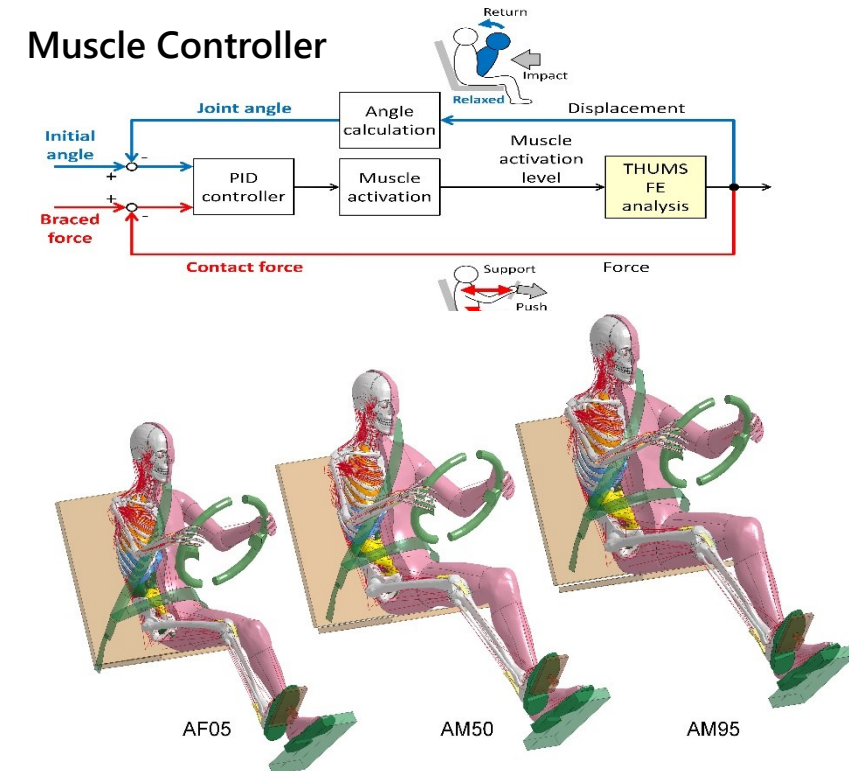 Muscle Controller
Return
Impact
Relaxed
Joint angle
Angle
calculation
Displacement
Initial
angle
-
+
PID
controller
Muscle
activation
Muscle
activation
level
THUMS
FE
analysis
+
-
Braced
force
Contact force
Force
Support
Push
AF05
AM50
AM95